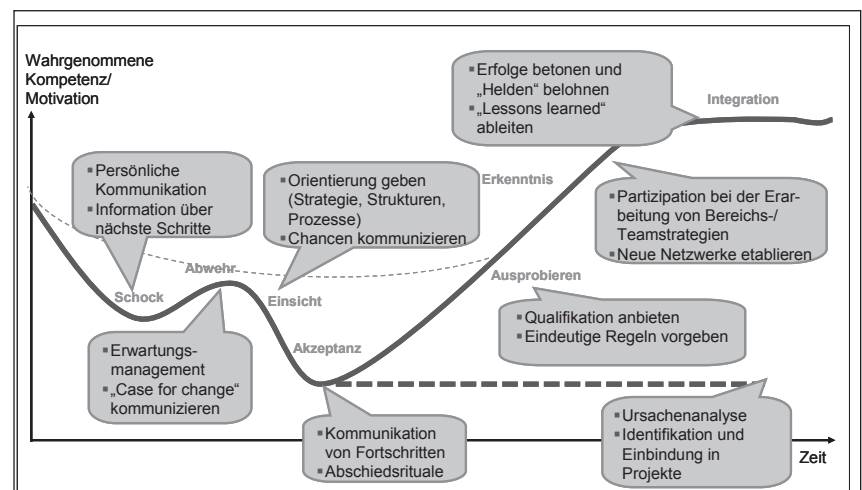 Wahrgenommene
Kompetenz/
Motivation
▪Erfolge betonen und
„Helden“ belohnen
▪„Lessons learned“
ableiten
Integration
▪Persönliche
Kommunikation
▪Information über
nächste Schritte
▪Orientierung geben
(Strategie, Strukturen,
Prozesse)
▪Chancen kommunizieren
Erkenntnis
▪Partizipation bei der Erar-
beitung von Bereichs-/
Teamstrategien
▪Neue Netzwerke etablieren
Abwehr
Schock
Einsicht
Ausprobieren
Akzeptanz
▪Erwartungs-
management
▪„Case for change“
kommunizieren
▪Qualifikation anbieten
▪Eindeutige Regeln vorgeben
▪Kommunikation
von Fortschritten
▪Abschiedsrituale
▪Ursachenanalyse
▪Identifikation und
Einbindung in
Projekte
Zeit